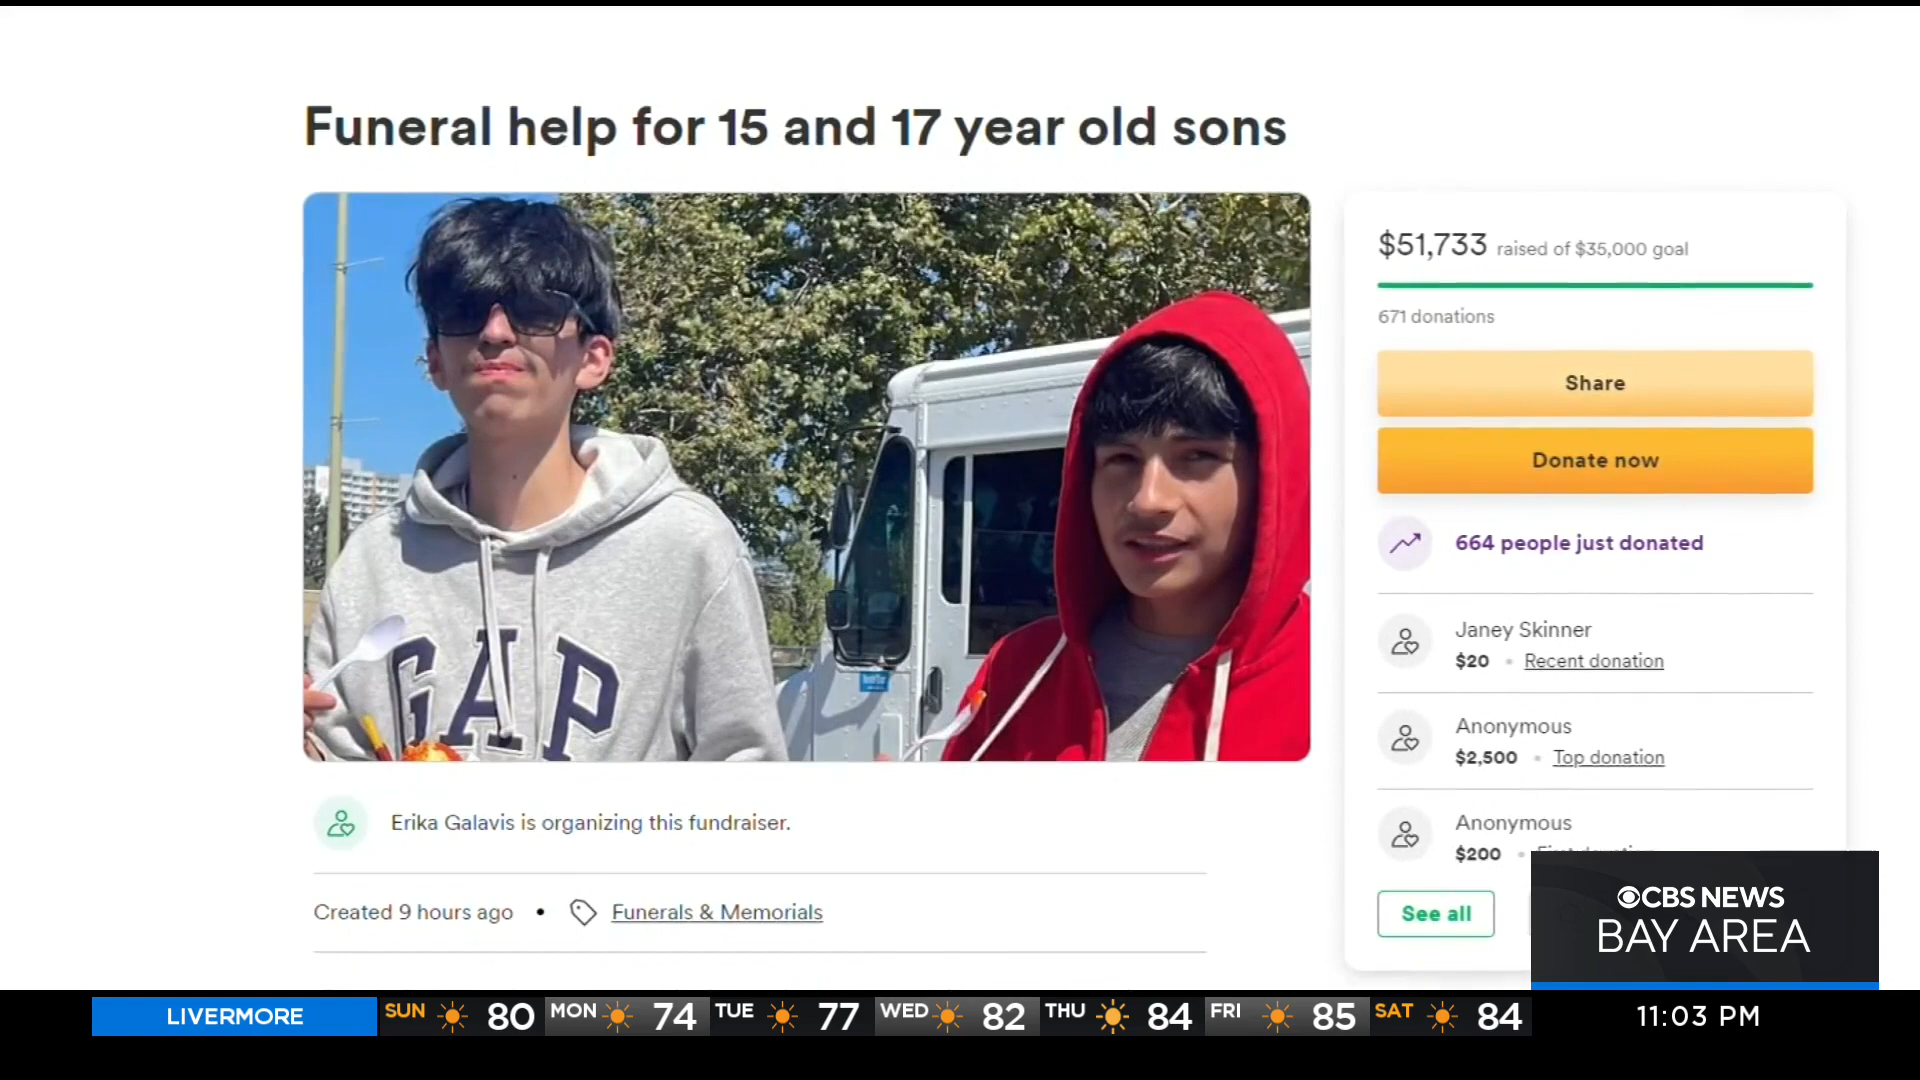 Funeral help for 15 and 17 year old sons
GAP
$51,733 raised of $35,000 goal
671 donations
Share
Donate now
664 people just donated
Janey Skinner
$20 • Recent donation
Anonymous
$2,500 • Top donation
Anonymous
$200 •
See all
Erika Galavis is organizing this fundraiser.
Created 9 hours ago • Funerals & Memorials
CBS NEWS
BAY AREA
LIVERMORE SUN 80 MON 74 TUE 77 WED 82 THU 84 FRI 85 SAT 84 11:03 PM